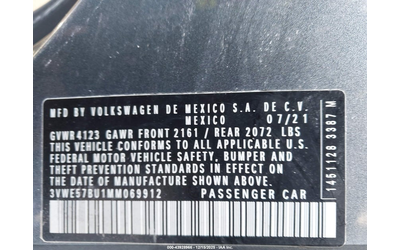 MFD BY VOLKSWAGEN DE MEXICO S.A. DE C.V.
MEXICO 07/21
GVWR4123 GAWR FRONT 2161 / REAR 2072 LBS
THIS VEHICLE CONFORMS TO ALL APPLICABLE U.S.
FEDERAL MOTOR VEHICLE SAFETY, BUMPER AND
THEFT PREVENTION STANDARDS IN EFFECT ON THE
DATE OF MANUFACTURE SHOWN ABOVE.
3VWE57BU1MM069912 PASSENGER CAR
1461128 3387 M